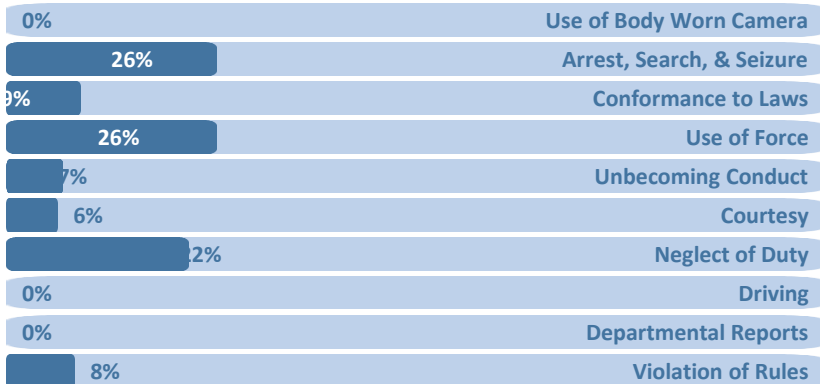 0% Use of Body Worn Camera
26% Arrest, Search, & Seizure
9% Conformance to Laws
26% Use of Force
7% Unbecoming Conduct
6% Courtesy
22% Neglect of Duty
0% Driving
0% Departmental Reports
8% Violation of Rules